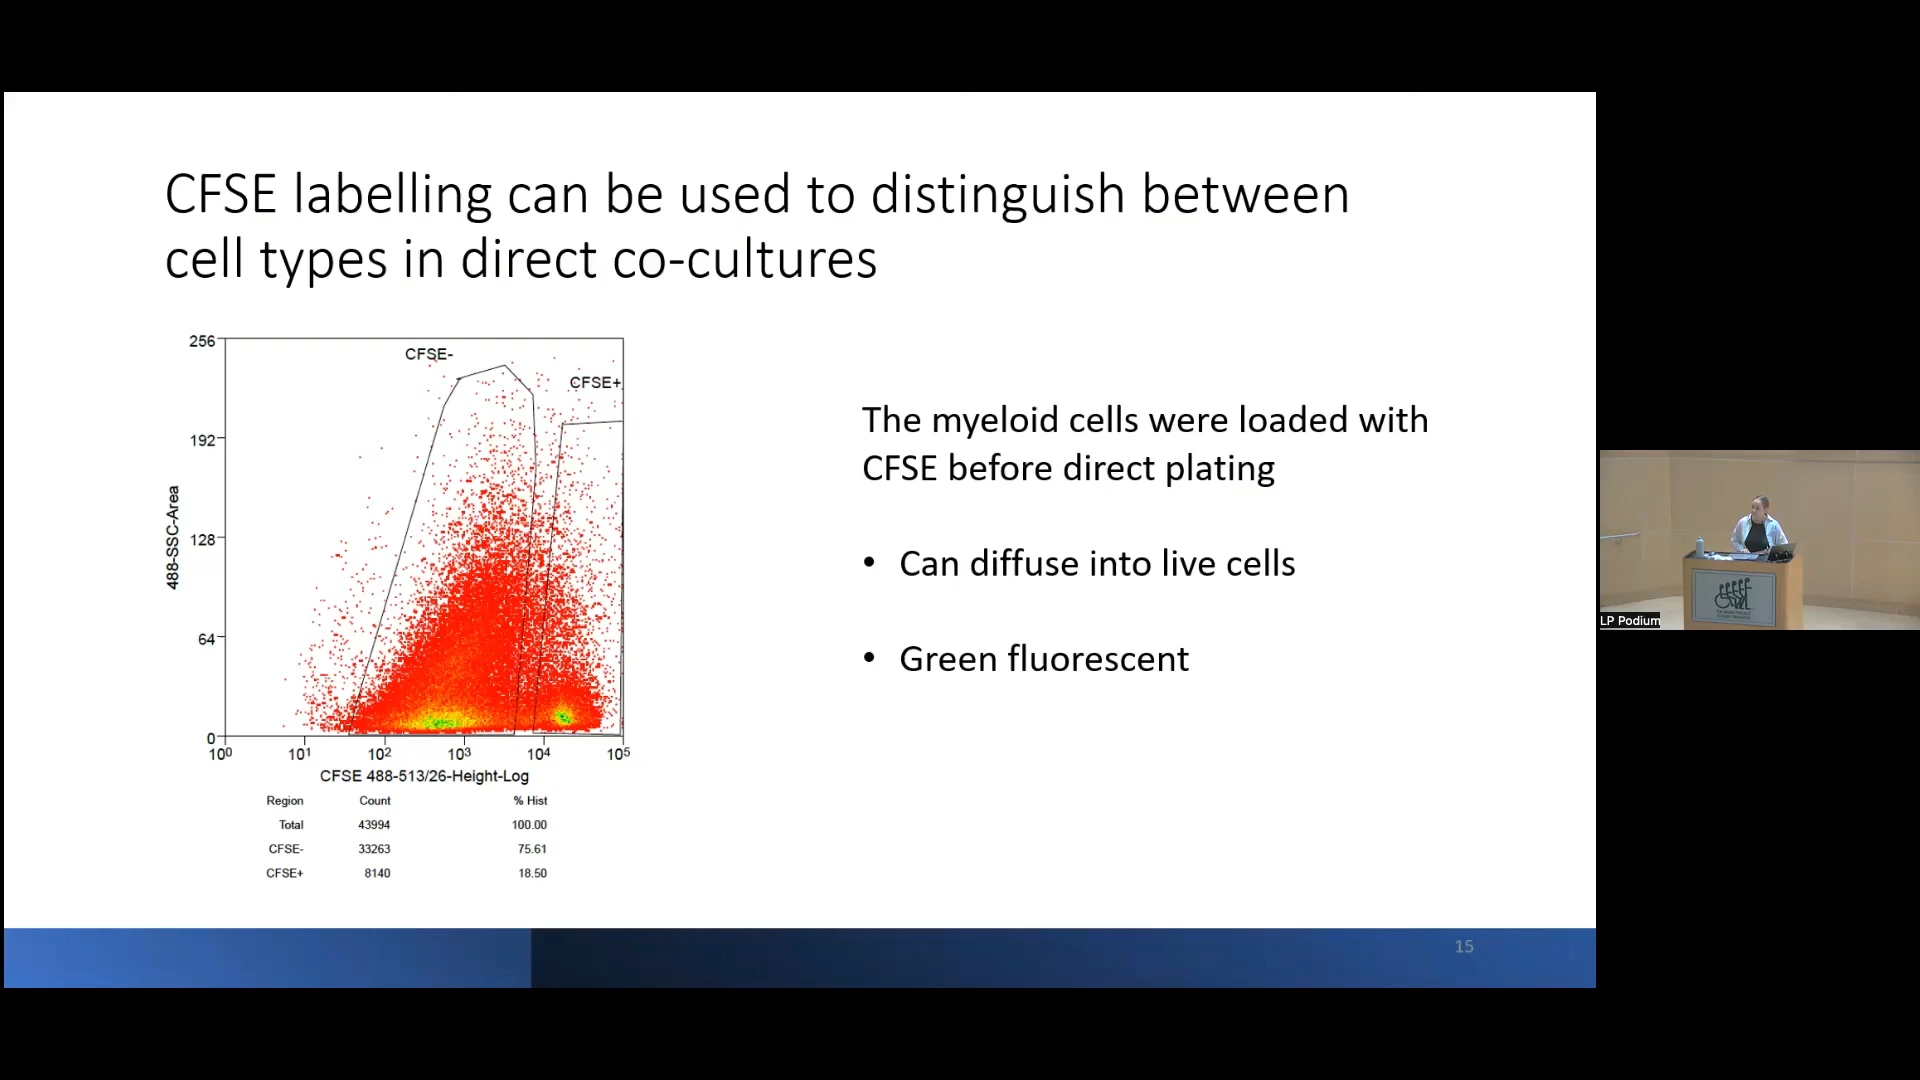 CFSE labelling can be used to distinguish between
cell types in direct co-cultures
CFSE-
CFSE+
256
192
128
64
0
488-SSC-Area
10⁰ 10¹ 10² 10³ 10⁴ 10⁵
CFSE 488-513/26-Height-Log
Region Count % Hist
Total 43994 100.00
CFSE- 33263 75.61
CFSE+ 8140 18.50
The myeloid cells were loaded with
CFSE before direct plating
• Can diffuse into live cells
• Green fluorescent
15
LP Podium